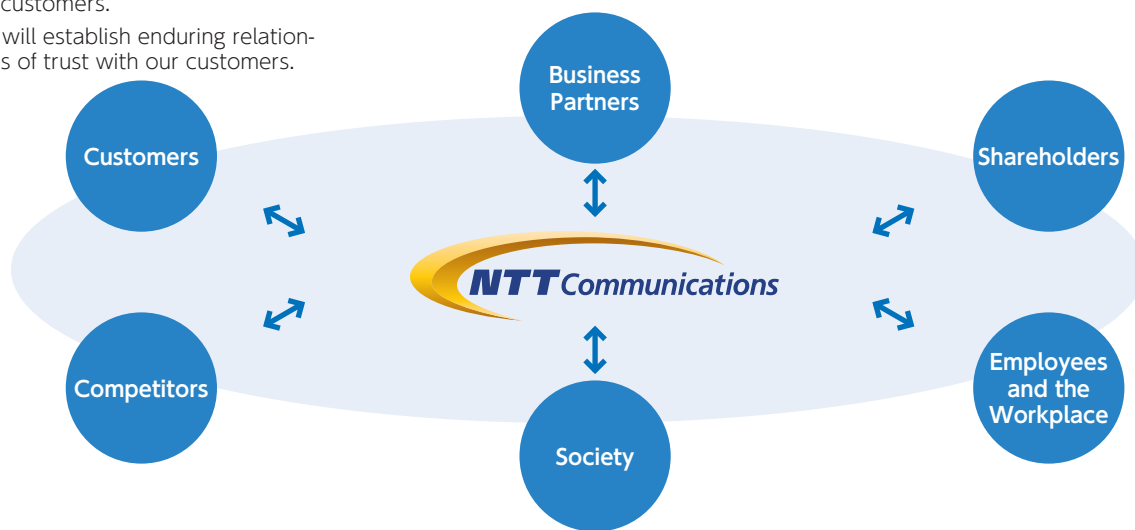 customers.
will establish enduring relation-
s of trust with our customers.
Business
Partners
Customers
Shareholders
NTT Communications
Competitors
Employees
and the
Workplace
Society